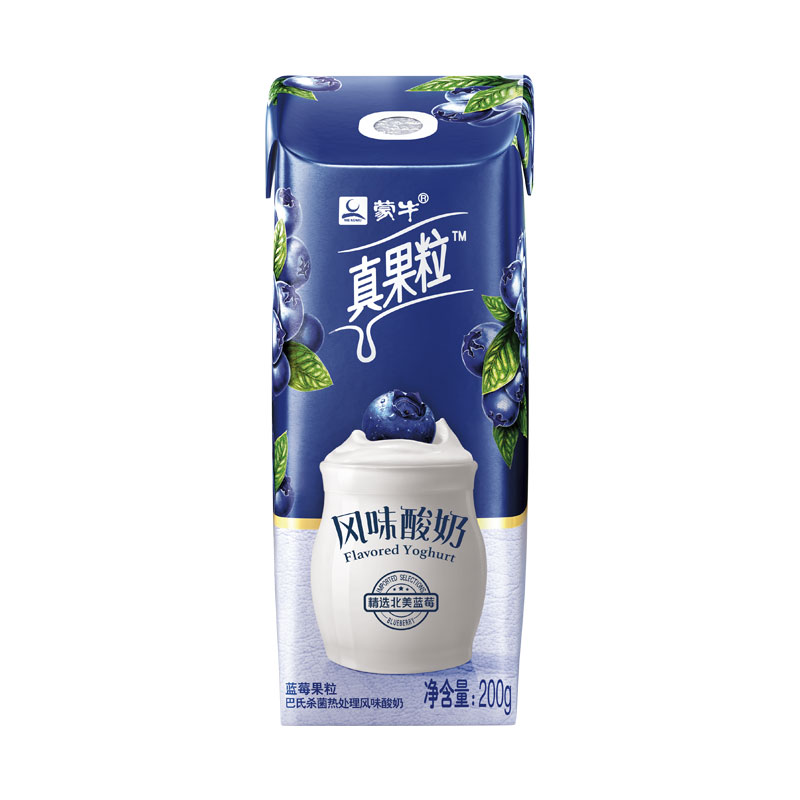 蒙牛®
真果粒™
风味酸奶
Flavored Yoghurt
IMPORTED SELECTIONS
精选北美蓝莓
BLUEBERRY
蓝莓果粒
巴氏杀菌热处理风味酸奶
净含量:200g